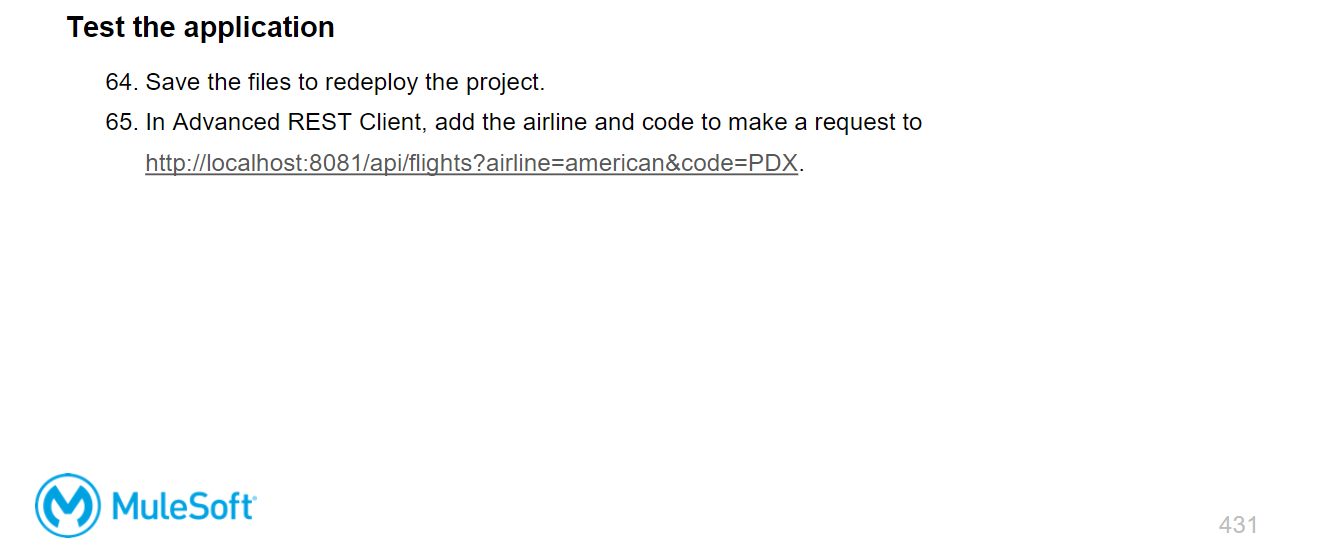 Test the application
64. Save the files to redeploy the project.
65. In Advanced REST Client, add the airline and code to make a request to
http://localhost:8081/api/flights?airline=american&code=PDX.
MuleSoft®
431